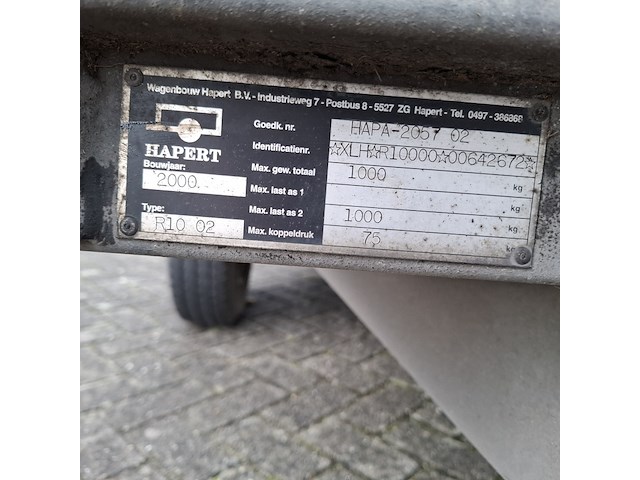 Wagenbouw Hapert B.V. - Industrieweg 7 - Postbus 8 - 5527 ZG Hapert - Tel. 0497 - 386868
HAPERT
Bouwjaar:
2000
Type:
R10 02
Goedk. nr. HAPA-2057 02
Identificatienr. ☆XLH☆R10000☆00642672☆
Max. gew. totaal 1000 kg
Max. last as 1 kg
Max. last as 2 1000 kg
Max. koppeldruk 75 kg